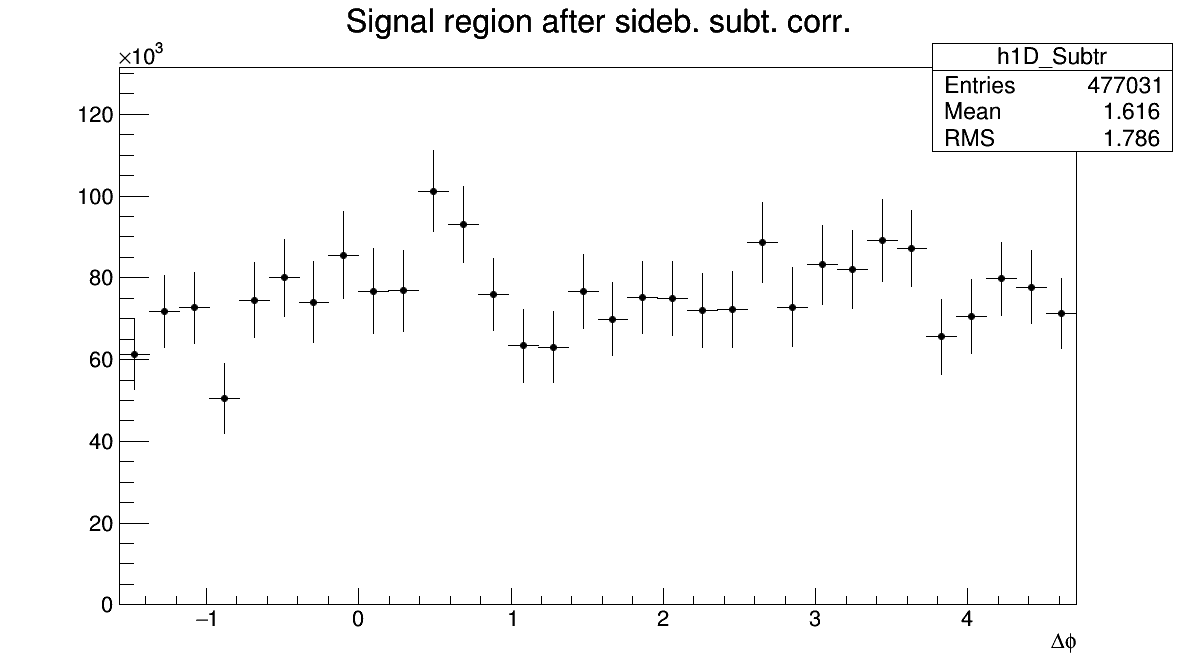 Signal region after sideb. subt. corr.
×10³
h1D_Subtr
Entries 477031
Mean 1.616
RMS 1.786
120
100
80
60
40
20
0
−1 0 1 2 3 4
Δϕ